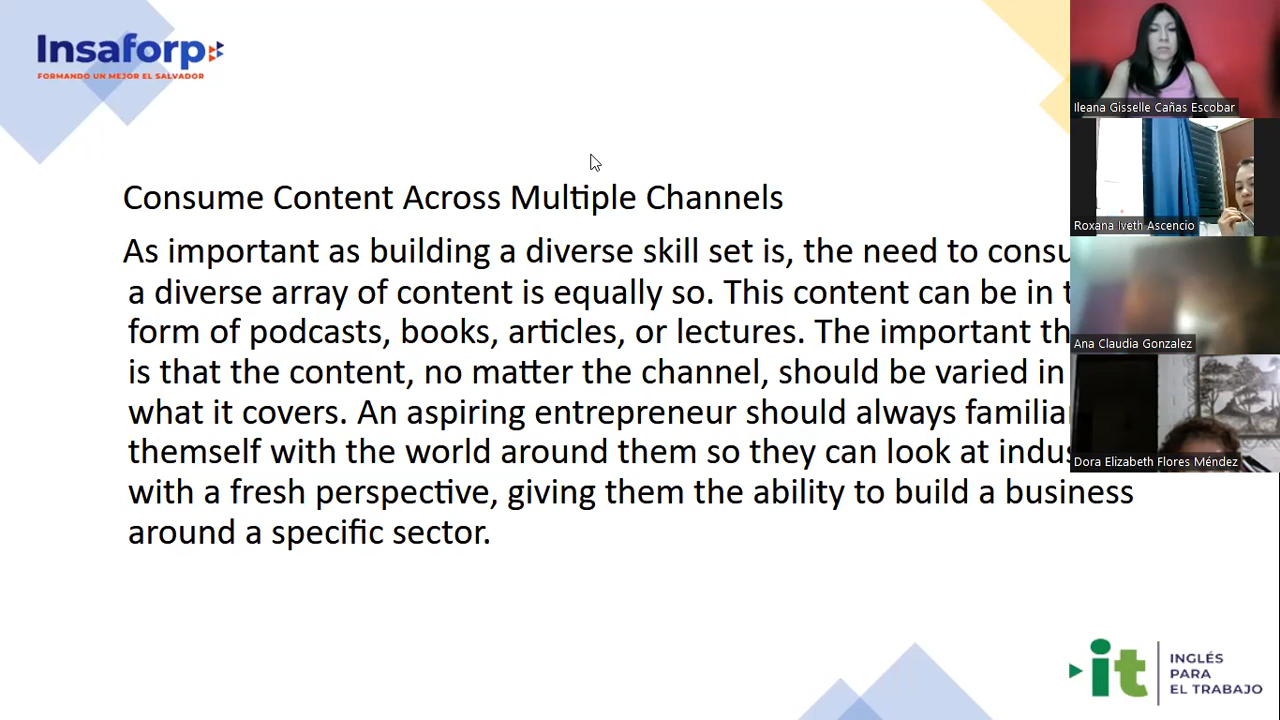 Insaforp
FORMANDO UN MEJOR EL SALVADOR
Consume Content Across Multiple Channels
As important as building a diverse skill set is, the need to
a diverse array of content is equally so. This content can be in
form of podcasts, books, articles, or lectures. The important
is that the content, no matter the channel, should be varied in
what it covers. An aspiring entrepreneur should always
themself with the world around them so they can look at
with a fresh perspective, giving them the ability to build a business
around a specific sector.
Ileana Gisselle Cañas Escobar
Roxana Iveth Ascencio
Ana Claudia Gonzalez
Dora Elizabeth Flores Méndez
it
INGLÉS
PARA
EL TRABAJO